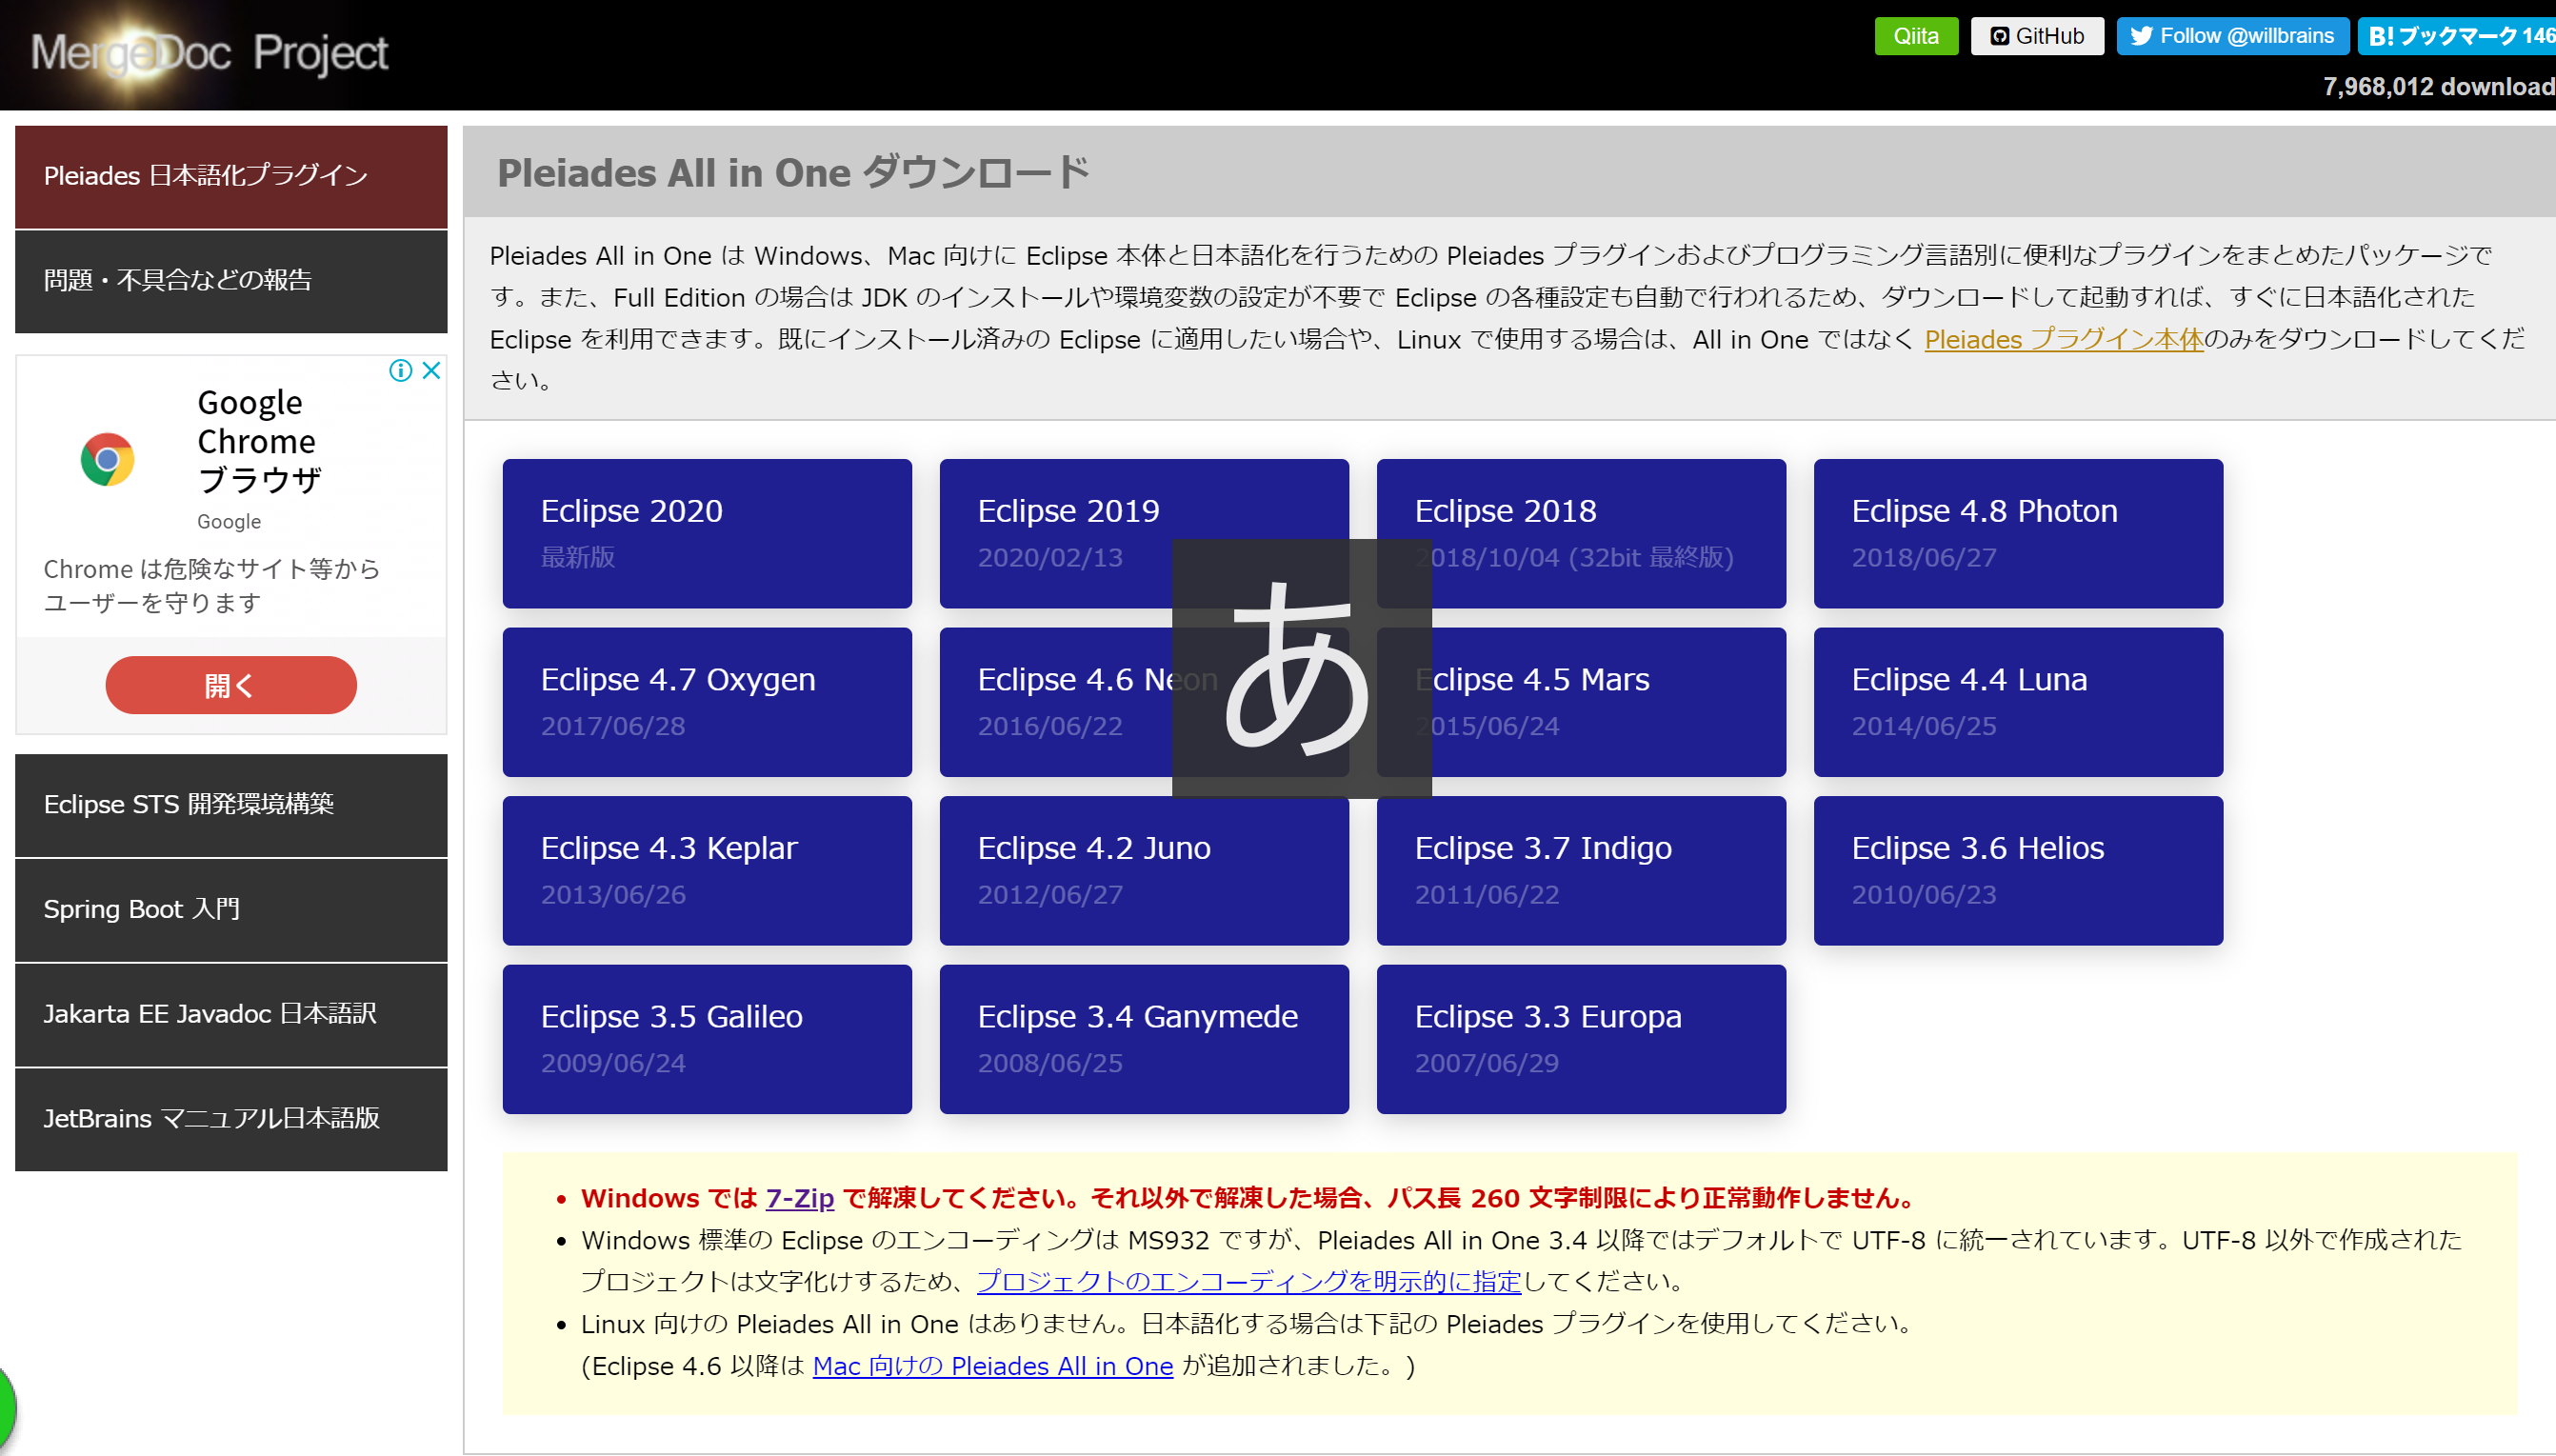 MergeDoc Project
Qiita
GitHub
Follow @willbrains
B!ブックマーク 146
7,968,012 download
Pleiades 日本語化プラグイン
問題・不具合などの報告
Google
Chrome
ブラウザ
Google
Chrome は危険なサイト等から
ユーザーを守ります
開く
Eclipse STS 開発環境構築
Spring Boot 入門
Jakarta EE Javadoc 日本語訳
JetBrains マニュアル日本語版
Pleiades All in One ダウンロード
Pleiades All in One は Windows、Mac 向けに Eclipse 本体と日本語化を行うための Pleiades プラグインおよびプログラミング言語別に便利なプラグインをまとめたパッケージで
す。また、Full Edition の場合は JDK のインストールや環境変数の設定が不要で Eclipse の各種設定も自動で行われるため、ダウンロードして起動すれば、すぐに日本語化された
Eclipse を利用できます。既にインストール済みの Eclipse に適用したい場合や、Linux で使用する場合は、All in One ではなく Pleiades プラグイン本体のみをダウンロードしてくだ
さい。
Eclipse 2020
最新版
Eclipse 2019
2020/02/13
Eclipse 2018
2018/10/04 (32bit 最終版)
Eclipse 4.8 Photon
2018/06/27
Eclipse 4.7 Oxygen
2017/06/28
Eclipse 4.6 Neon
2016/06/22
あ
Eclipse 4.5 Mars
2015/06/24
Eclipse 4.4 Luna
2014/06/25
Eclipse 4.3 Keplar
2013/06/26
Eclipse 4.2 Juno
2012/06/27
Eclipse 3.7 Indigo
2011/06/22
Eclipse 3.6 Helios
2010/06/23
Eclipse 3.5 Galileo
2009/06/24
Eclipse 3.4 Ganymede
2008/06/25
Eclipse 3.3 Europa
2007/06/29
• Windows では 7-Zip で解凍してください。それ以外で解凍した場合、パス長 260 文字制限により正常動作しません。
• Windows 標準の Eclipse のエンコーディングは MS932 ですが、Pleiades All in One 3.4 以降ではデフォルトで UTF-8 に統一されています。UTF-8 以外で作成された
プロジェクトは文字化けするため、プロジェクトのエンコーディングを明示的に指定してください。
• Linux 向けの Pleiades All in One はありません。日本語化する場合は下記の Pleiades プラグインを使用してください。
(Eclipse 4.6 以降は Mac 向けの Pleiades All in One が追加されました。)